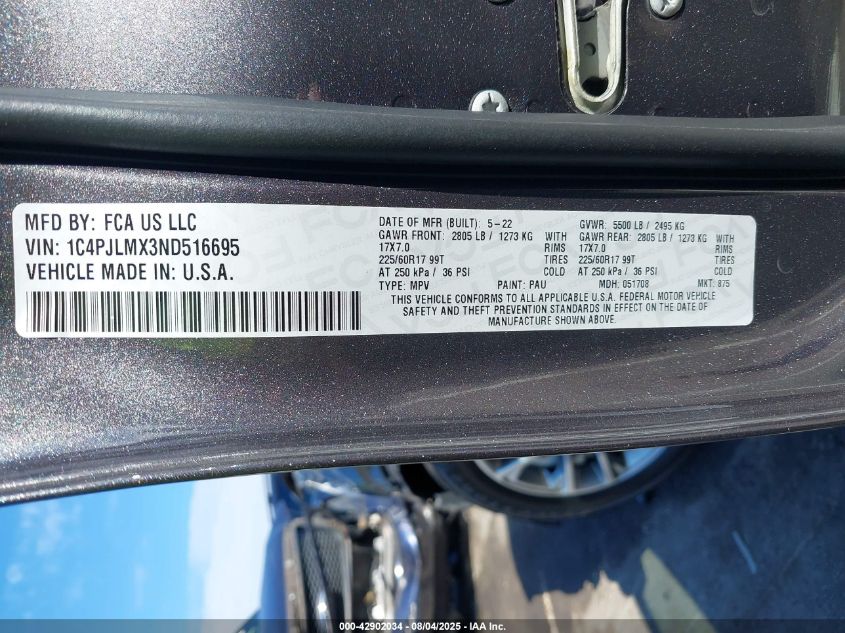 MFD BY: FCA US LLC
VIN: 1C4PJLMX3ND516695
VEHICLE MADE IN: U.S.A.
DATE OF MFR (BUILT): 5-22 GVWR: 5500 LB / 2495 KG
GAWR FRONT: 2805 LB / 1273 KG WITH GAWR REAR: 2805 LB / 1273 KG WITH
17X7.0 RIMS 17X7.0 RIMS
225/60R17 99T TIRES 225/60R17 99T TIRES
AT 250 kPa / 36 PSI COLD AT 250 kPa / 36 PSI COLD
TYPE: MPV PAINT: PAU MDH: 051708 MKT: 875
THIS VEHICLE CONFORMS TO ALL APPLICABLE U.S.A. FEDERAL MOTOR VEHICLE
SAFETY AND THEFT PREVENTION STANDARDS IN EFFECT ON THE DATE OF
MANUFACTURE SHOWN ABOVE.
000-42902034 - 08/04/2025 - IAA Inc.